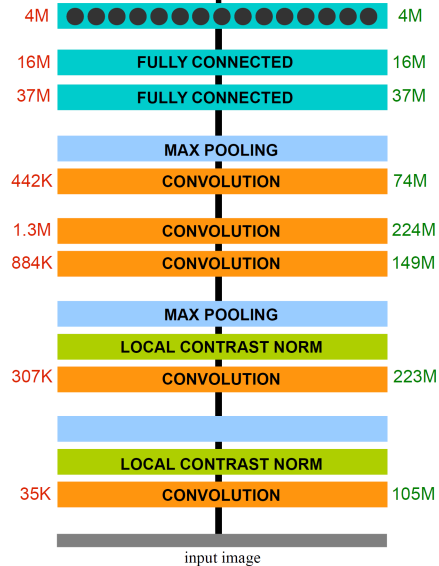 4M 4M
16M FULLY CONNECTED 16M
37M FULLY CONNECTED 37M
MAX POOLING
442K CONVOLUTION 74M
1.3M CONVOLUTION 224M
884K CONVOLUTION 149M
MAX POOLING
LOCAL CONTRAST NORM
307K CONVOLUTION 223M
LOCAL CONTRAST NORM
35K CONVOLUTION 105M
input image